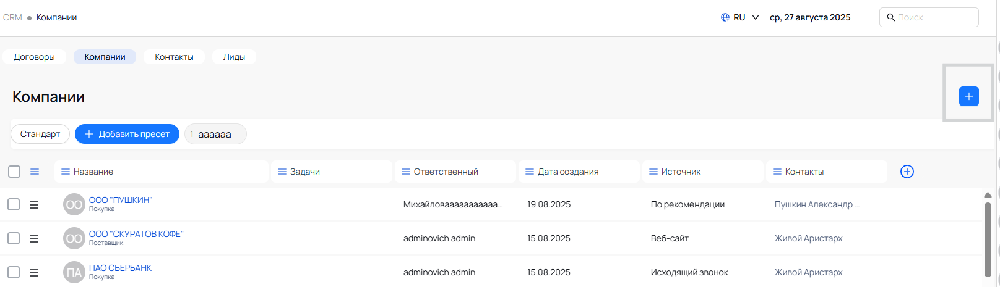 CRM Компании RU ср, 27 августа 2025 Поиск
Договоры Компании Контакты Лиды
Компании
Стандарт Добавить пресет 1 аааааа
Название Задачи Ответственный Дата создания Источник Контакты
ОО ООО "ПУШКИН" Михайловааааааааааа... 19.08.2025 По рекомендации Пушкин Александр ...
Покупка
ОО ООО "СКУРАТОВ КОФЕ" adminovich admin 15.08.2025 Веб-сайт Живой Аристарх
Поставщик
ПА ПАО СБЕРБАНК adminovich admin 15.08.2025 Исходящий звонок Живой Аристарх
Покупка